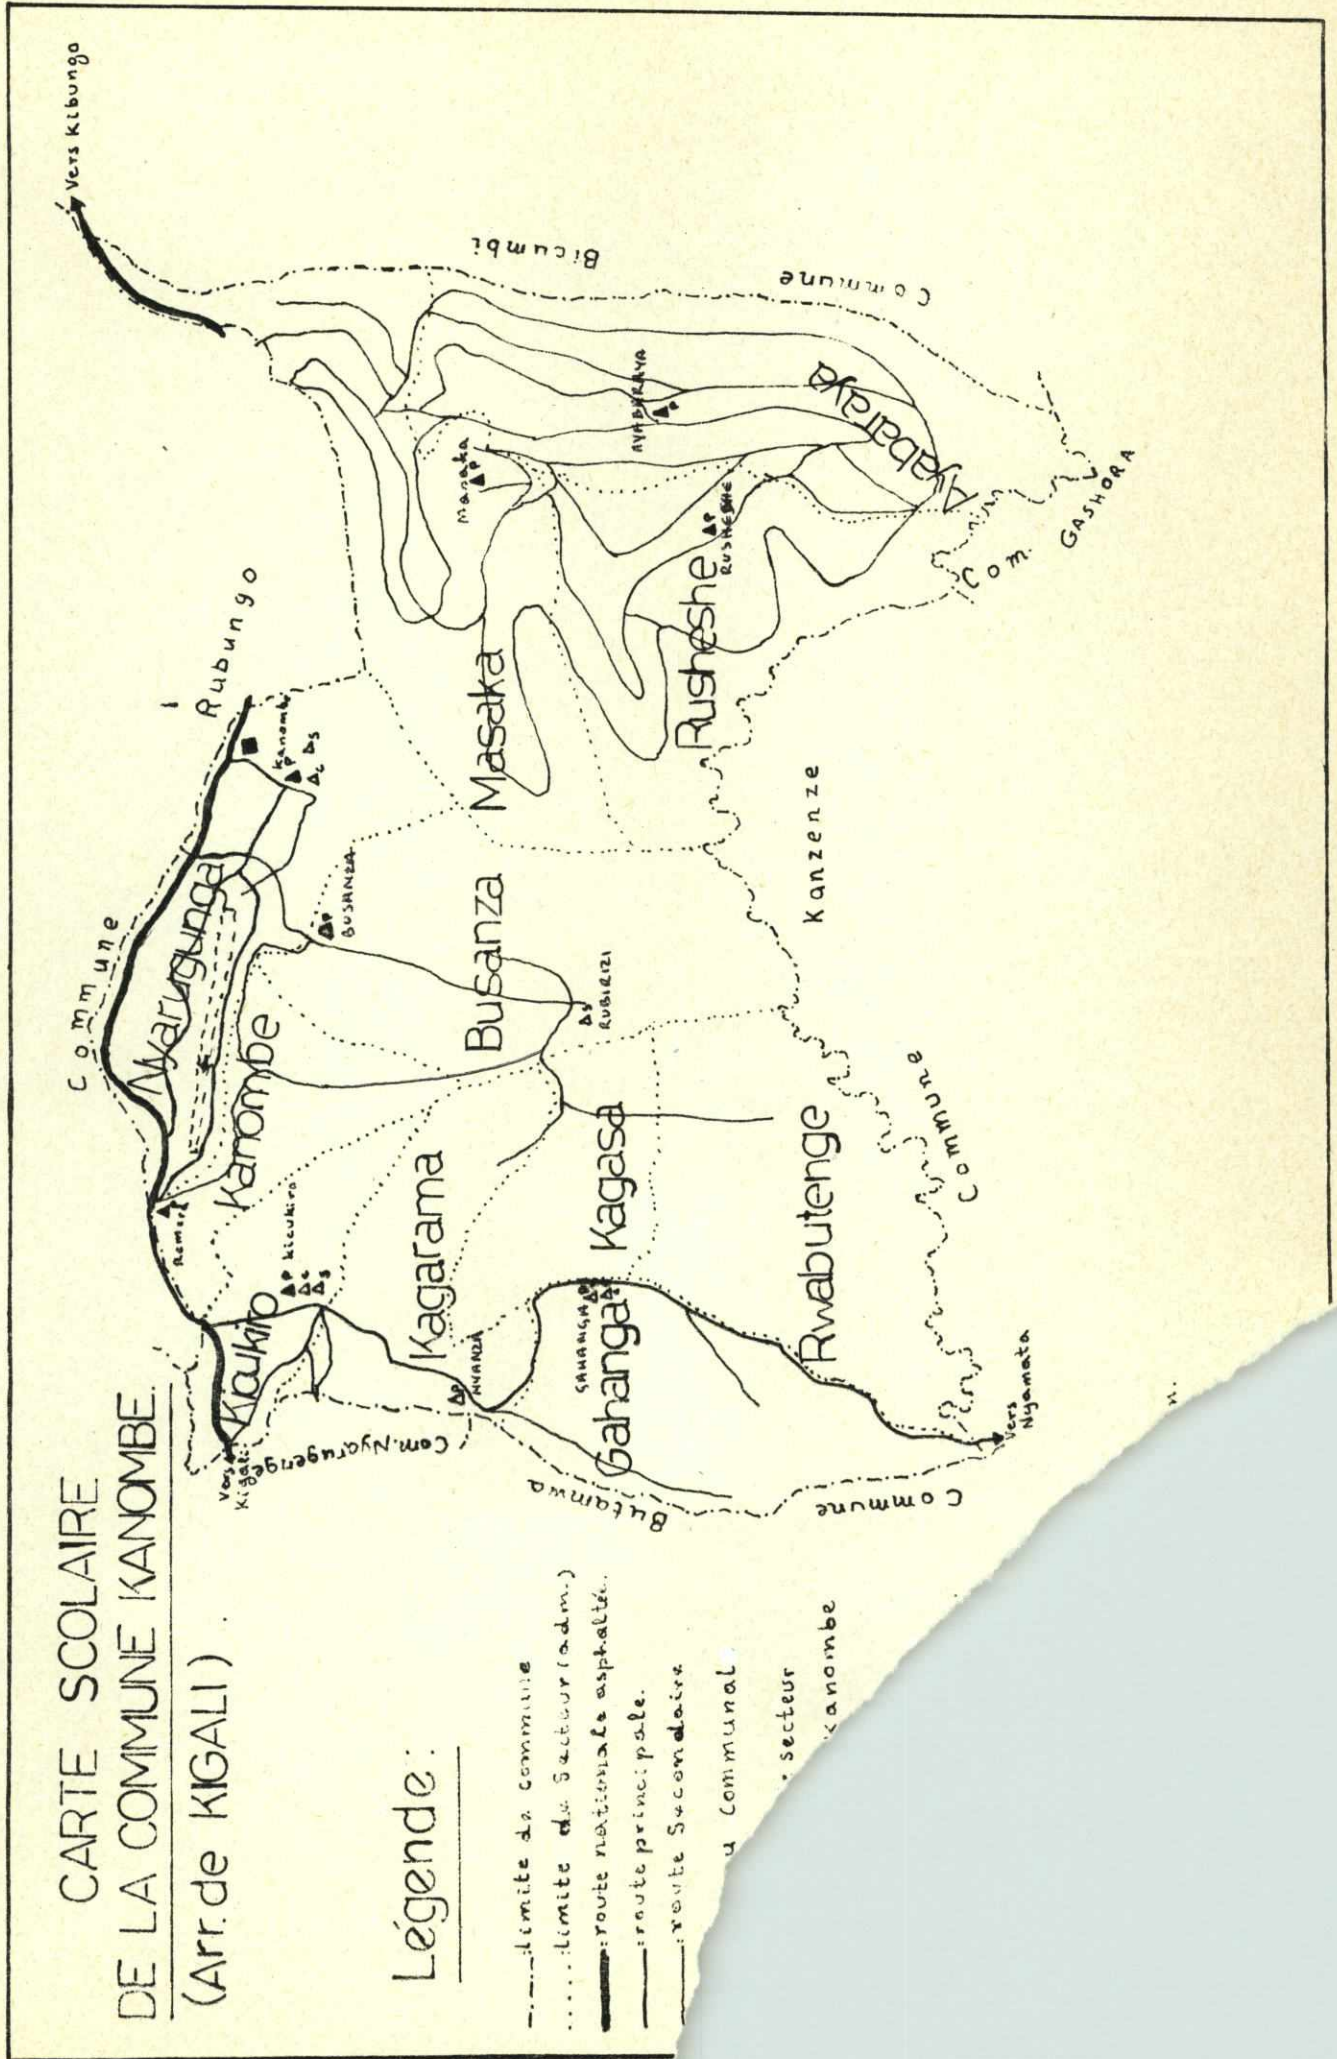 CARTE SCOLAIRE
DE LA COMMUNE KANOMBE.
(Arr. de KIGALI).
Légende:
limite de Commune
limite de Secteur (adm.)
route nationale asphaltée.
route principale.
route Secondaire
u Communal
secteur
Kanombe
n.
Vers Kibungo
Commune
Rubungo
Bicumbi
Commune
Com. GASHORA
Kanzenze
Commune
Vers Nyamata
Commune
Butamwa
Com. Nyarugenge
Vers Kigali
Kicukiro
P Kicukiro
C
S
Remera
Nyarugunga
Kanombe
P Kanombe
C S
P
BUSANZA
Busanza
S
RUBIRIZI
Kagarama
P
NYANZA
Gahanga
GAHANGA P
Kagasa
Rwabutenge
Masaka
Masaka
P
Rusheshe
P
RUSHESHE
AYABARAYA
P
Ayabaraya